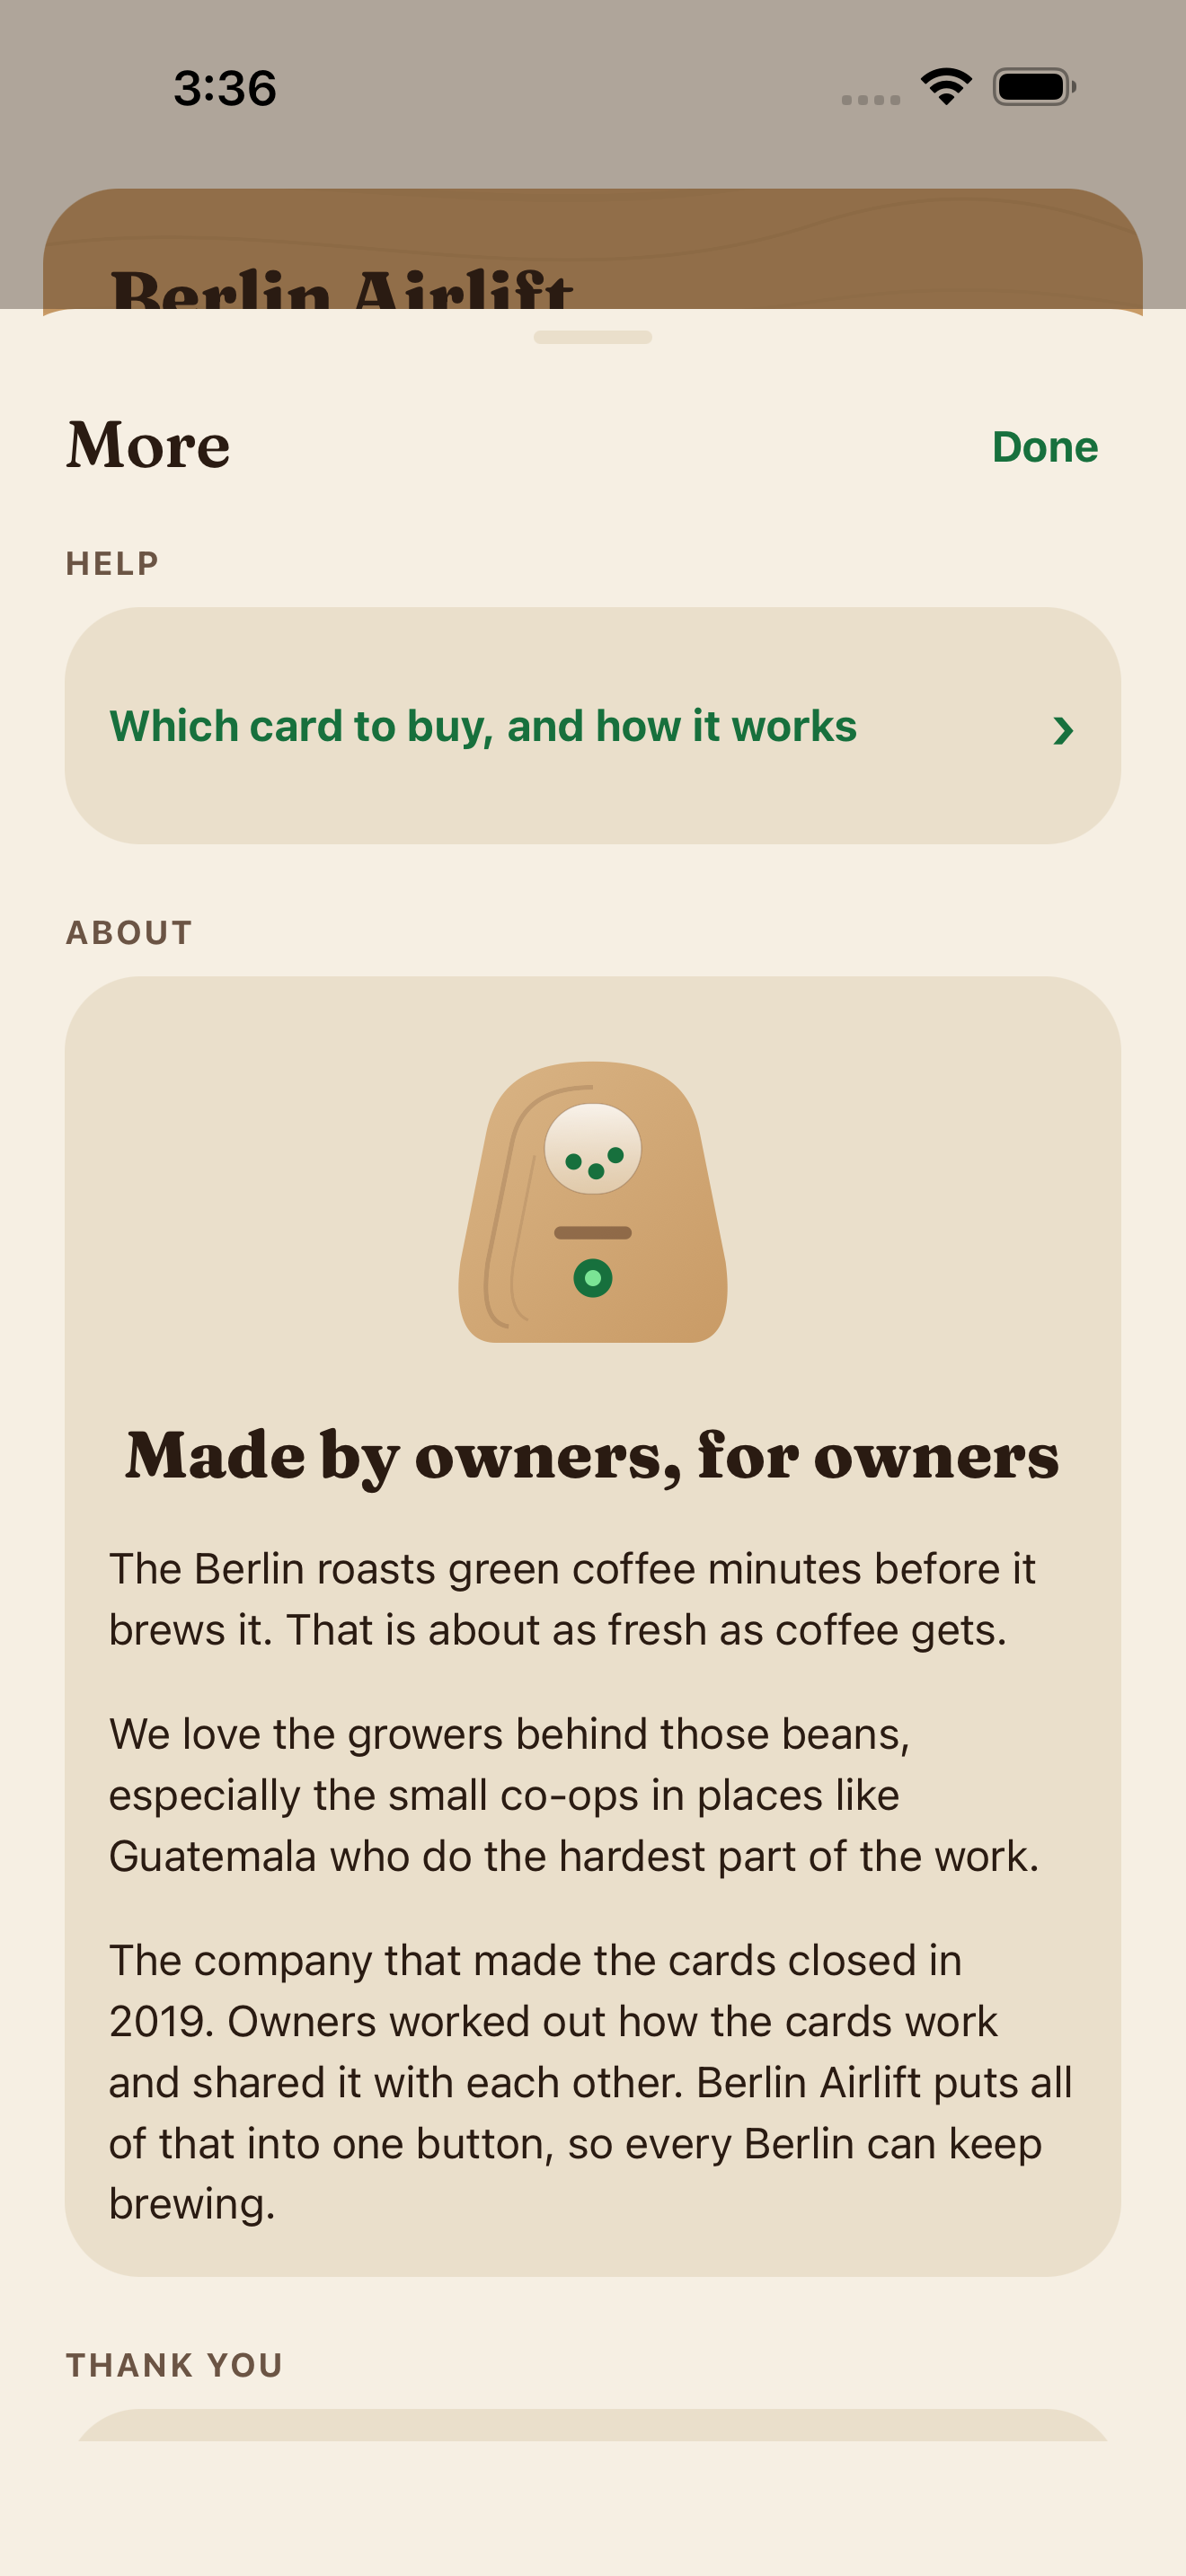 3:36
Berlin Airlift
More
Done
HELP
Which card to buy, and how it works
ABOUT
Made by owners, for owners
The Berlin roasts green coffee minutes before it
brews it. That is about as fresh as coffee gets.
We love the growers behind those beans,
especially the small co-ops in places like
Guatemala who do the hardest part of the work.
The company that made the cards closed in
2019. Owners worked out how the cards work
and shared it with each other. Berlin Airlift puts all
of that into one button, so every Berlin can keep
brewing.
THANK YOU